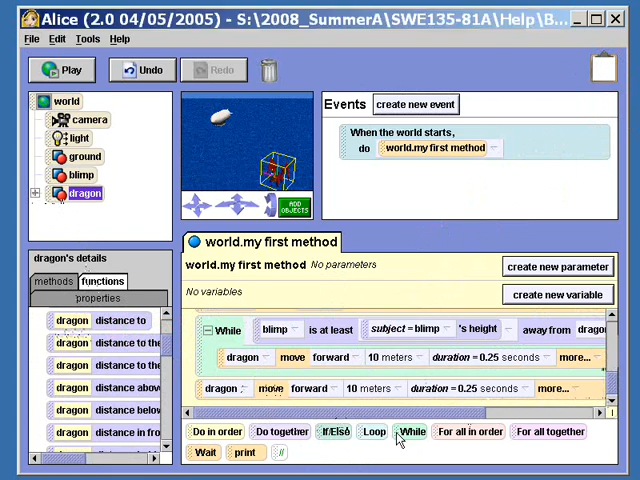 Alice (2.0 04/05/2005) - S:\2008_SummerA\SWE135-81A\Help\B...
File Edit Tools Help
Play Undo Redo
world
camera
light
ground
blimp
dragon
ADD OBJECTS
Events create new event
When the world starts,
do world.my first method
dragon's details
methods functions
properties
dragon distance to
dragon distance to the
dragon distance to the
dragon distance above
dragon distance below
dragon distance in fro
world.my first method
world.my first method No parameters create new parameter
No variables create new variable
While blimp is at least subject = blimp 's height away from drago
dragon move forward 10 meters duration = 0.25 seconds more...
dragon move forward 10 meters duration = 0.25 seconds more...
Do in order Do together If/Else Loop While For all in order For all together
Wait print //